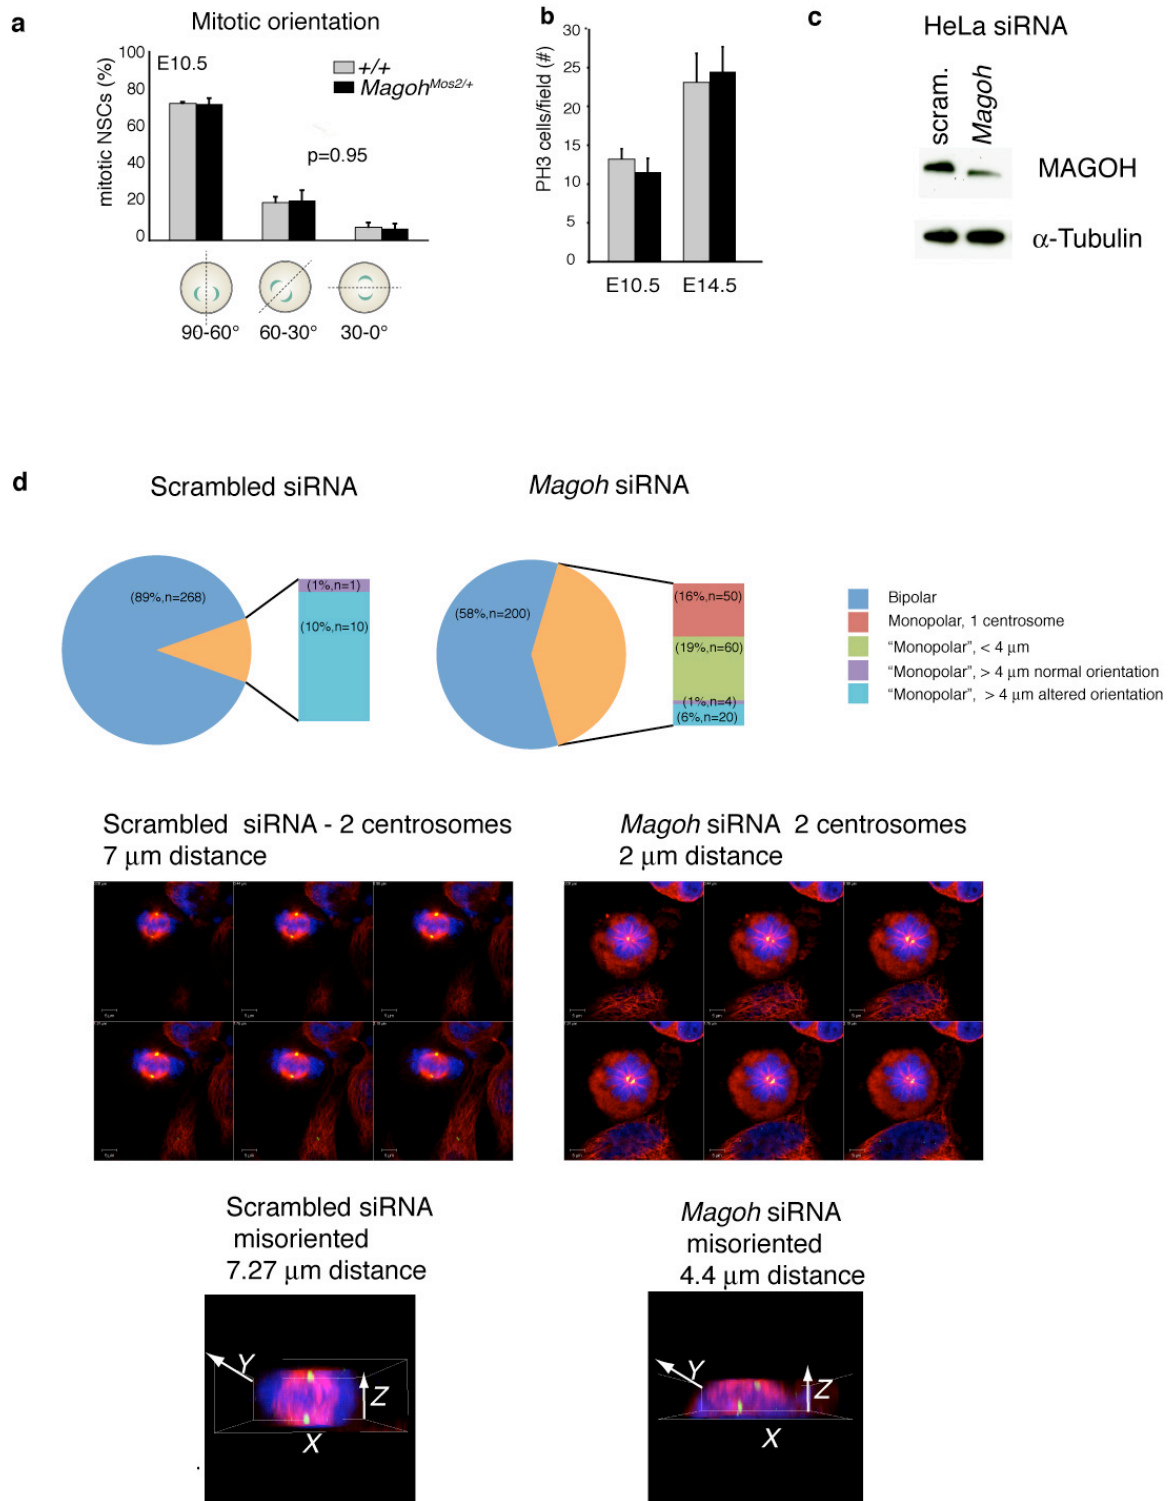 a
Mitotic orientation
mitotic NSCs (%)
100
80
60
40
20
0
E10.5
+/+
Magoh^Mos2/+
p=0.95
90-60°
60-30°
30-0°
b
PH3 cells/field (#)
30
25
20
15
10
5
0
E10.5
E14.5
c
HeLa siRNA
scram.
Magoh
MAGOH
α-Tubulin
d
Scrambled siRNA
(89%,n=268)
(1%,n=1)
(10%,n=10)
Magoh siRNA
(58%,n=200)
(16%,n=50)
(19%,n=60)
(1%,n=4)
(6%,n=20)
Bipolar
Monopolar, 1 centrosome
“Monopolar”, < 4 μm
“Monopolar”, > 4 μm normal orientation
“Monopolar”, > 4 μm altered orientation
Scrambled siRNA - 2 centrosomes
7 μm distance
Magoh siRNA 2 centrosomes
2 μm distance
Scrambled siRNA
misoriented
7.27 μm distance
Y
Z
X
Magoh siRNA
misoriented
4.4 μm distance
Y
Z
X